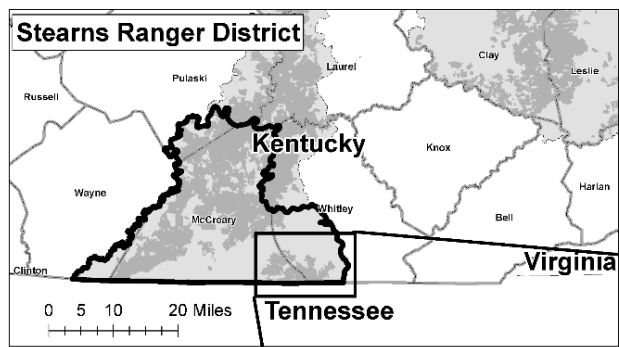 Stearns Ranger District
Clay
Laurel
Leslie
Pulaski
Russell
Kentucky
Knox
Wayne
Harlan
Whitley
McCreary
Bell
Virginia
Clinton
0 5 10 20 Miles
Tennessee